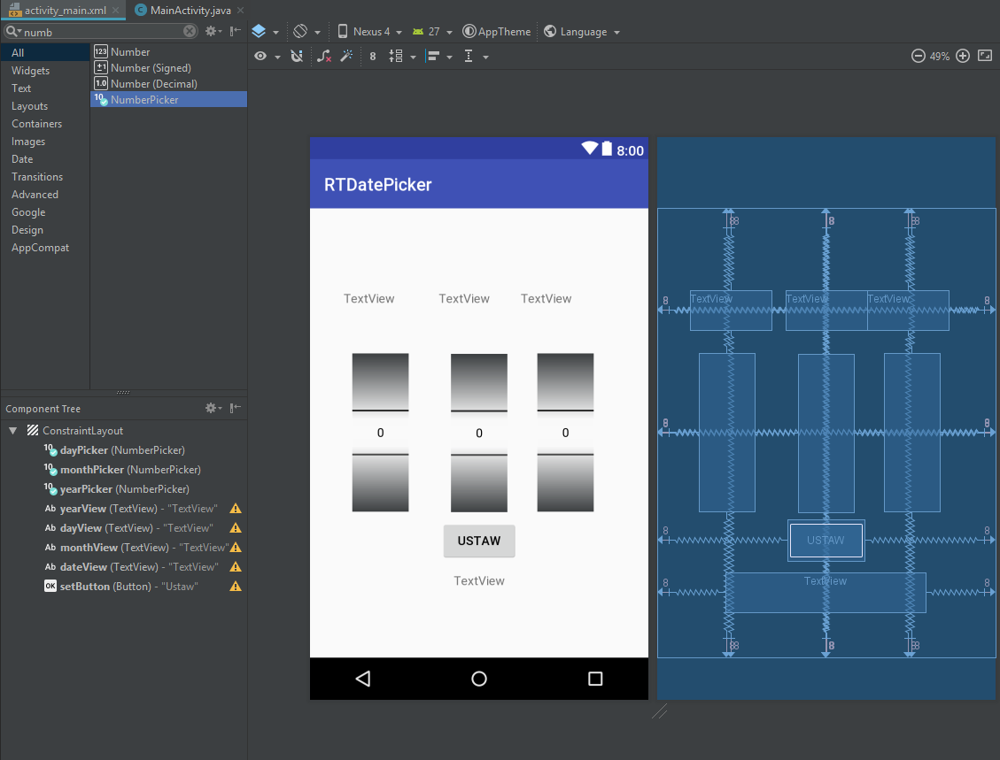 activity_main.xml
MainActivity.java
numb
Nexus 4
27
AppTheme
Language
All
Widgets
Text
Layouts
Containers
Images
Date
Transitions
Advanced
Google
Design
AppCompat
123 Number
±1 Number (Signed)
1.0 Number (Decimal)
10 NumberPicker
8
49%
8:00
RTDatePicker
TextView TextView TextView
0 0 0
USTAW
TextView
8 8 8 8
TextView TextView TextView
8 8
8 8
8 USTAW 8
8 TextView 8
8 8 8 8
Component Tree
ConstraintLayout
10 dayPicker (NumberPicker)
10 monthPicker (NumberPicker)
10 yearPicker (NumberPicker)
Ab yearView (TextView) - "TextView"
Ab dayView (TextView) - "TextView"
Ab monthView (TextView) - "TextView"
Ab dateView (TextView) - "TextView"
OK setButton (Button) - "Ustaw"